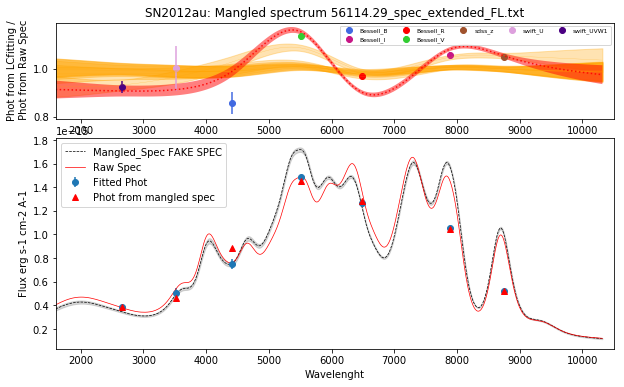 SN2012au: Mangled spectrum 56114.29_spec_extended_FL.txt
Phot from LCfitting /
Phot from Raw Spec
1.0
0.8
Bessell_B
Bessell_I
Bessell_R
Bessell_V
sdss_z
swift_U
swift_UVW1
2000 3000 4000 5000 6000 7000 8000 9000 10000
Flux erg s-1 cm-2 A-1
1.8
1.6
1.4
1.2
1.0
0.8
0.6
0.4
0.2
Mangled_Spec FAKE SPEC
Raw Spec
Fitted Phot
Phot from mangled spec
2000 3000 4000 5000 6000 7000 8000 9000 10000
Wavelenght